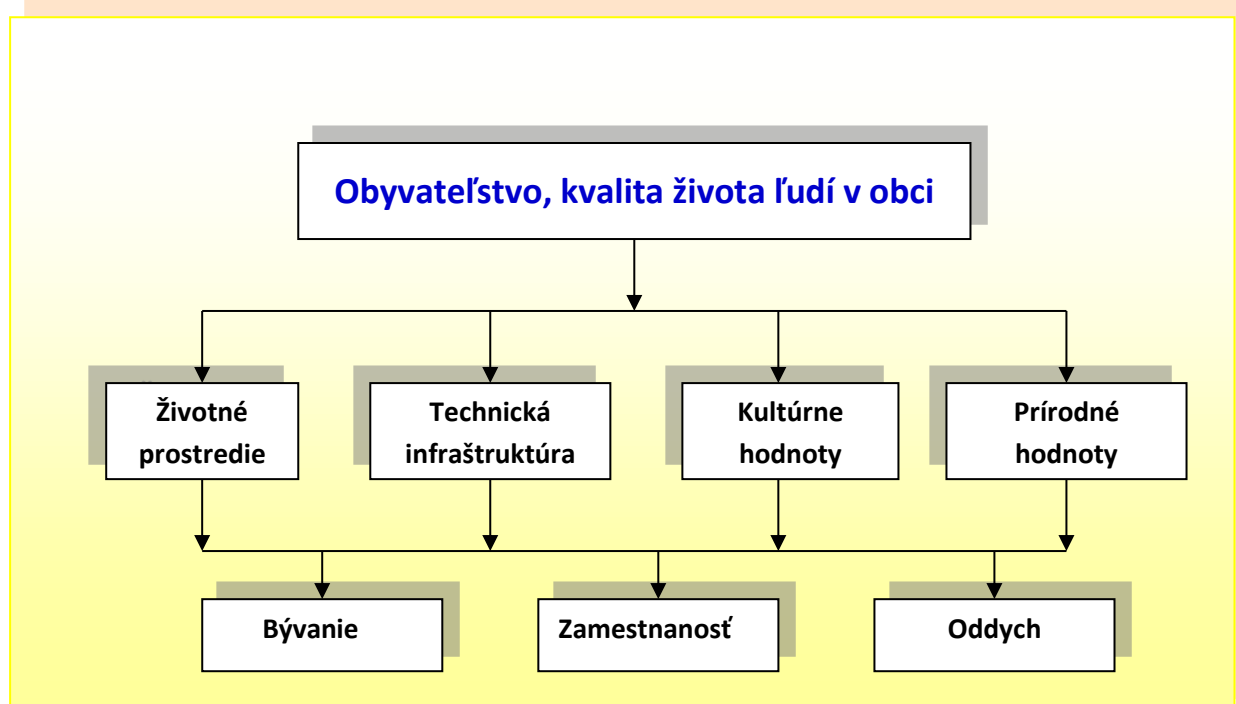 Obyvateľstvo, kvalita života ľudí v obci
Životné
prostredie
Technická
infraštruktúra
Kultúrne
hodnoty
Prírodné
hodnoty
Bývanie
Zamestnanosť
Oddych